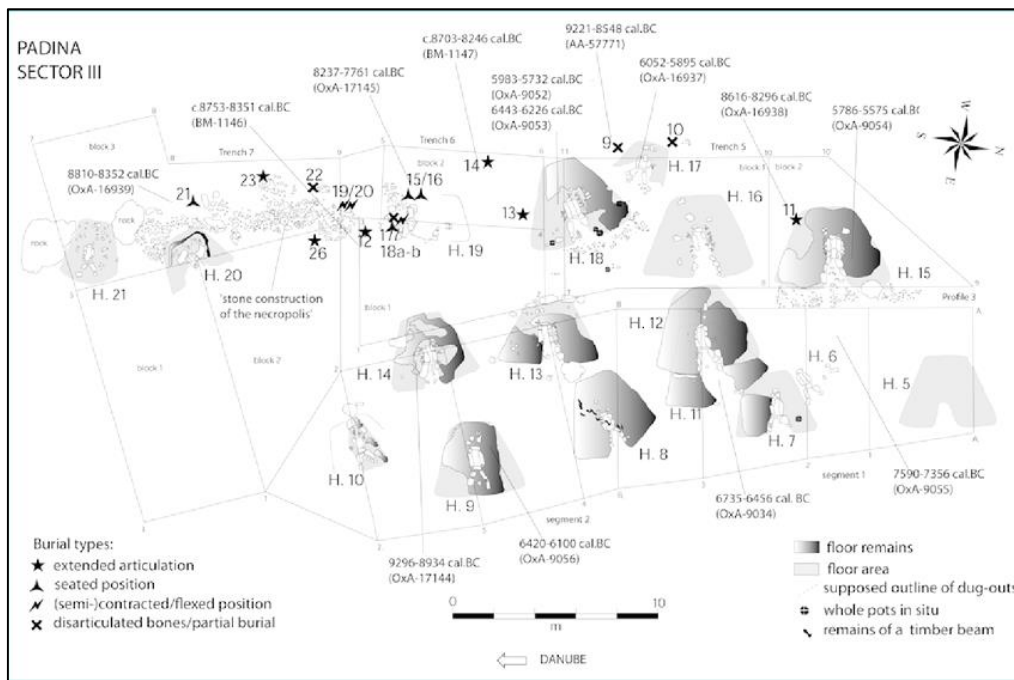 PADINA
SECTOR III
8810-8352 cal.BC
(OxA-16939)
c.8753-8351 cal.BC
(BM-1146)
8237-7761 cal.BC
(OxA-17145)
c.8703-8246 cal.BC
(BM-1147)
9221-8548 cal.BC
(AA-57771)
5983-5732 cal.BC
(OxA-9052)
6443-6226 cal.BC
(OxA-9053)
6052-5895 cal.BC
(OxA-16937)
8616-8296 cal.BC
(OxA-16938)
5786-5575 cal.BC
(OxA-9054)
W
S
N
E
block 3
Trench 7
Trench 6
block 2
Trench 5
block 1
block 2
rock
rock
21
23
22
19/20
15/16
14
9
10
13
11
12
26
17
18a-b
H. 21
H. 20
H. 19
H. 18
H. 17
H. 16
H. 15
'stone construction
of the necropolis'
Profile 3
block 1
block 2
block 1
H. 14
H. 13
H. 12
H. 11
H. 6
H. 5
H. 10
H. 9
H. 8
H. 7
segment 2
segment 1
9296-8934 cal.BC
(OxA-17144)
6420-6100 cal.BC
(OxA-9056)
6735-6456 cal. BC
(OxA-9034)
7590-7356 cal.BC
(OxA-9055)
Burial types:
extended articulation
seated position
(semi-)contracted/flexed position
disarticulated bones/partial burial
0 10
m
DANUBE
floor remains
floor area
supposed outline of dug-outs
whole pots in situ
remains of a timber beam